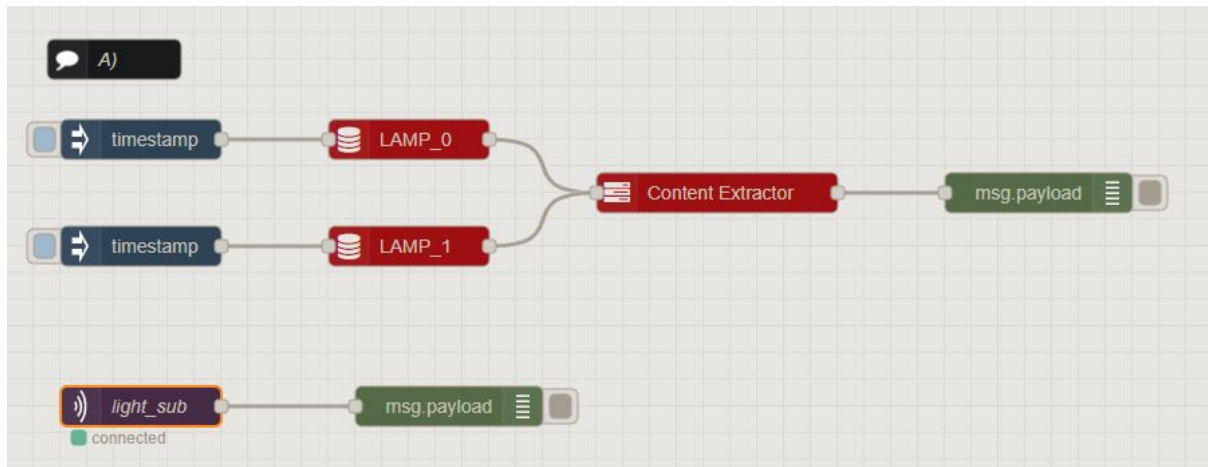 A)
timestamp
LAMP_0
Content Extractor
msg.payload
timestamp
LAMP_1
light_sub
msg.payload
connected